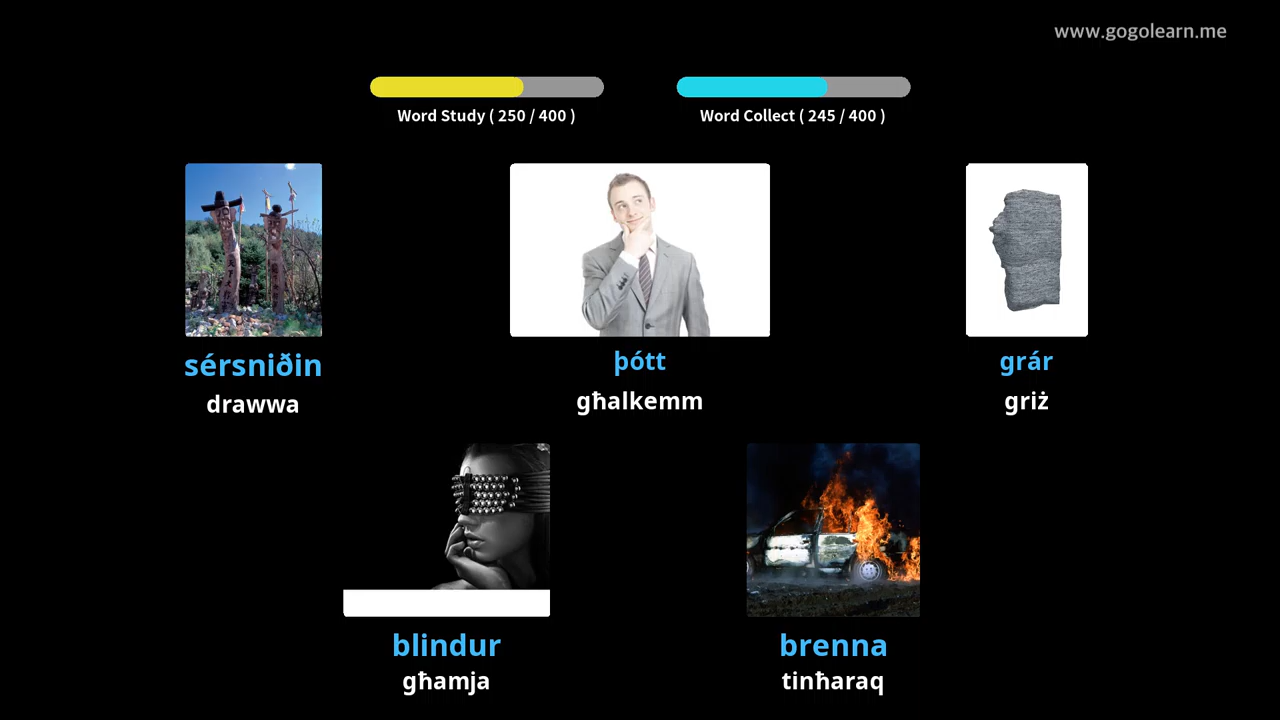 www.gogolearn.me
Word Study ( 250 / 400 )
Word Collect ( 245 / 400 )
sérsniðin
drawwa
þótt
għalkemm
grár
griż
blindur
għamja
brenna
tinħaraq